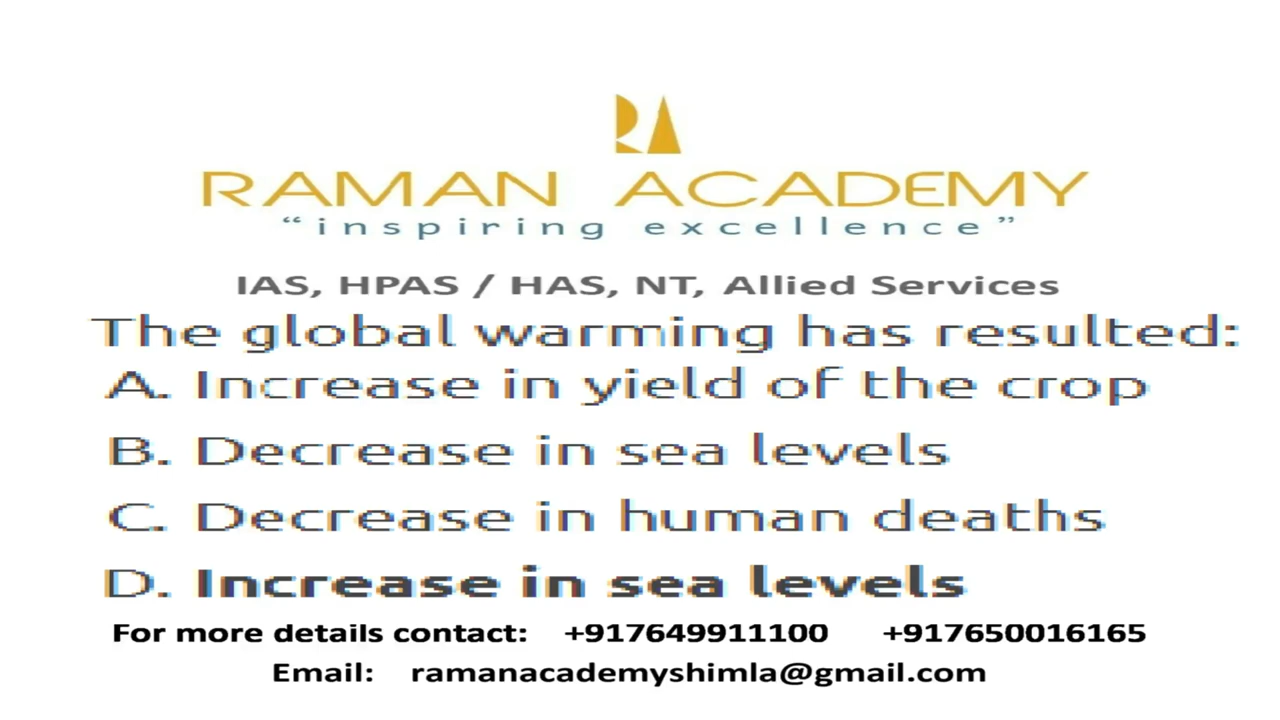 RAMAN ACADEMY
“inspiring excellence”
IAS, HPAS / HAS, NT, Allied Services
The global warming has resulted:
A. Increase in yield of the crop
B. Decrease in sea levels
C. Decrease in human deaths
D. Increase in sea levels
For more details contact: +917649911100 +917650016165
Email: ramanacademyshimla@gmail.com